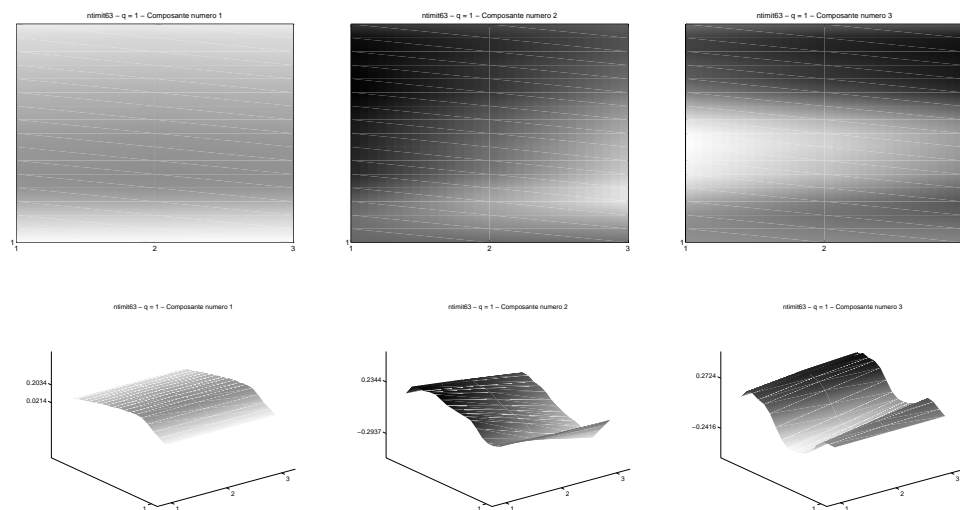 ntimit63 – q = 1 – Composante numero 1
ntimit63 – q = 1 – Composante numero 2
ntimit63 – q = 1 – Composante numero 3
1
1 2 3
1
1 2 3
1
1 2
ntimit63 – q = 1 – Composante numero 1
ntimit63 – q = 1 – Composante numero 2
ntimit63 – q = 1 – Composante numero 3
0.2034
0.0214
1 1 2 3
0.2344
−0.2937
1 1 2 3
0.2724
−0.2416
1 1 2 3